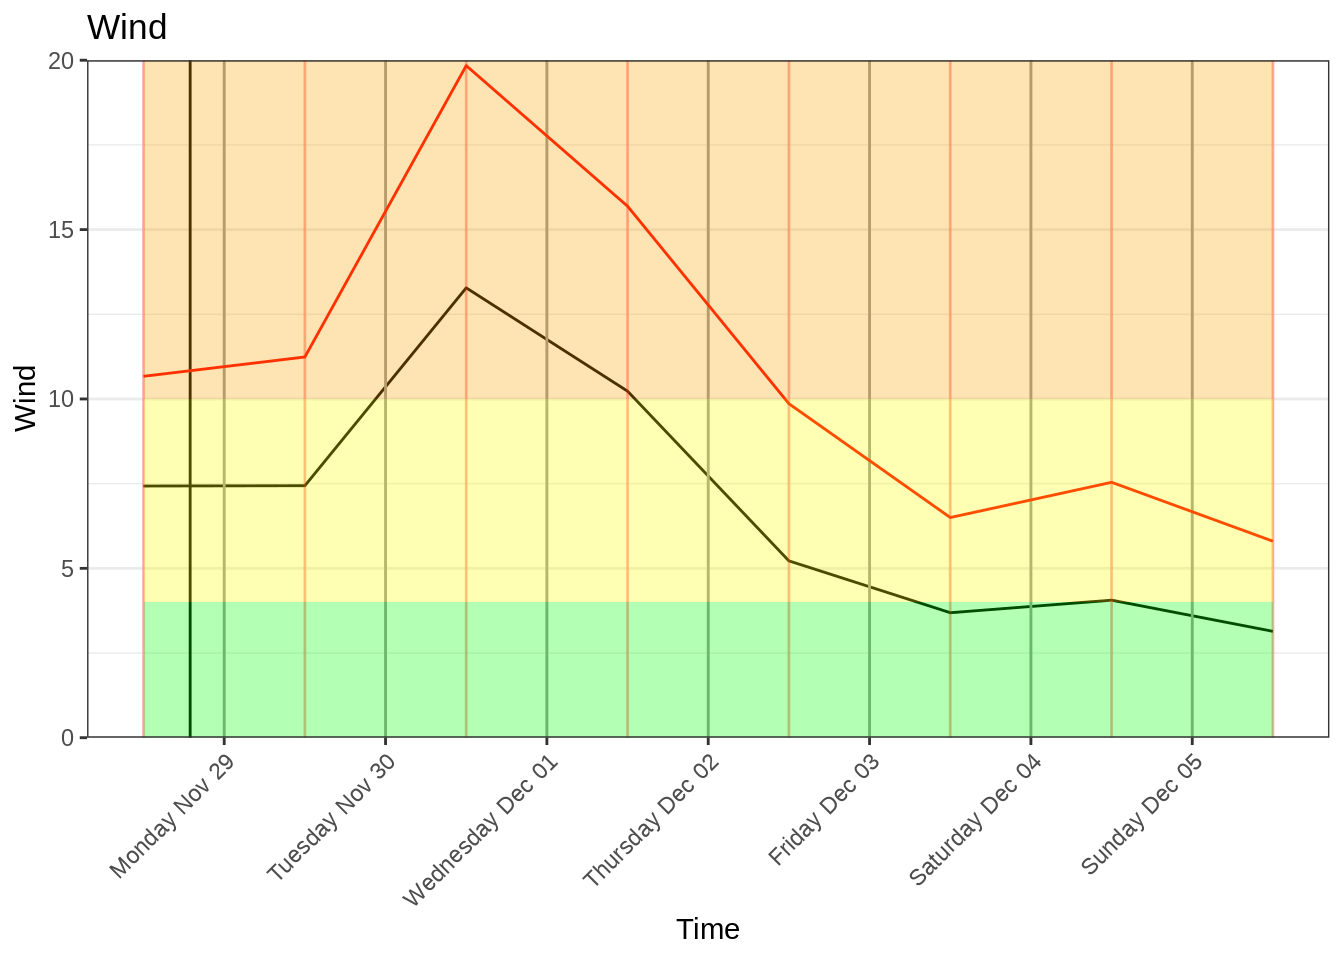 Wind
20
15
10
5
0
Wind
Monday Nov 29
Tuesday Nov 30
Wednesday Dec 01
Thursday Dec 02
Friday Dec 03
Saturday Dec 04
Sunday Dec 05
Time